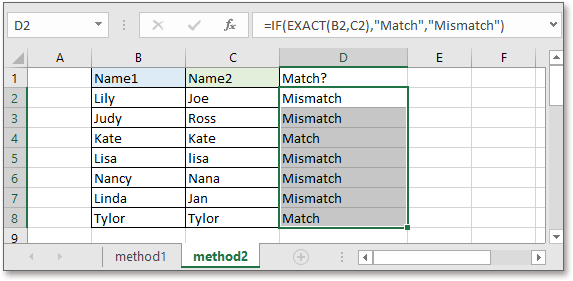 D2 fx =IF(EXACT(B2,C2),"Match","Mismatch")
A B C D E F
1 Name1 Name2 Match?
2 Lily Joe Mismatch
3 Judy Ross Mismatch
4 Kate Kate Match
5 Lisa lisa Mismatch
6 Nancy Nana Mismatch
7 Linda Jan Mismatch
8 Tylor Tylor Match
9
method1 method2